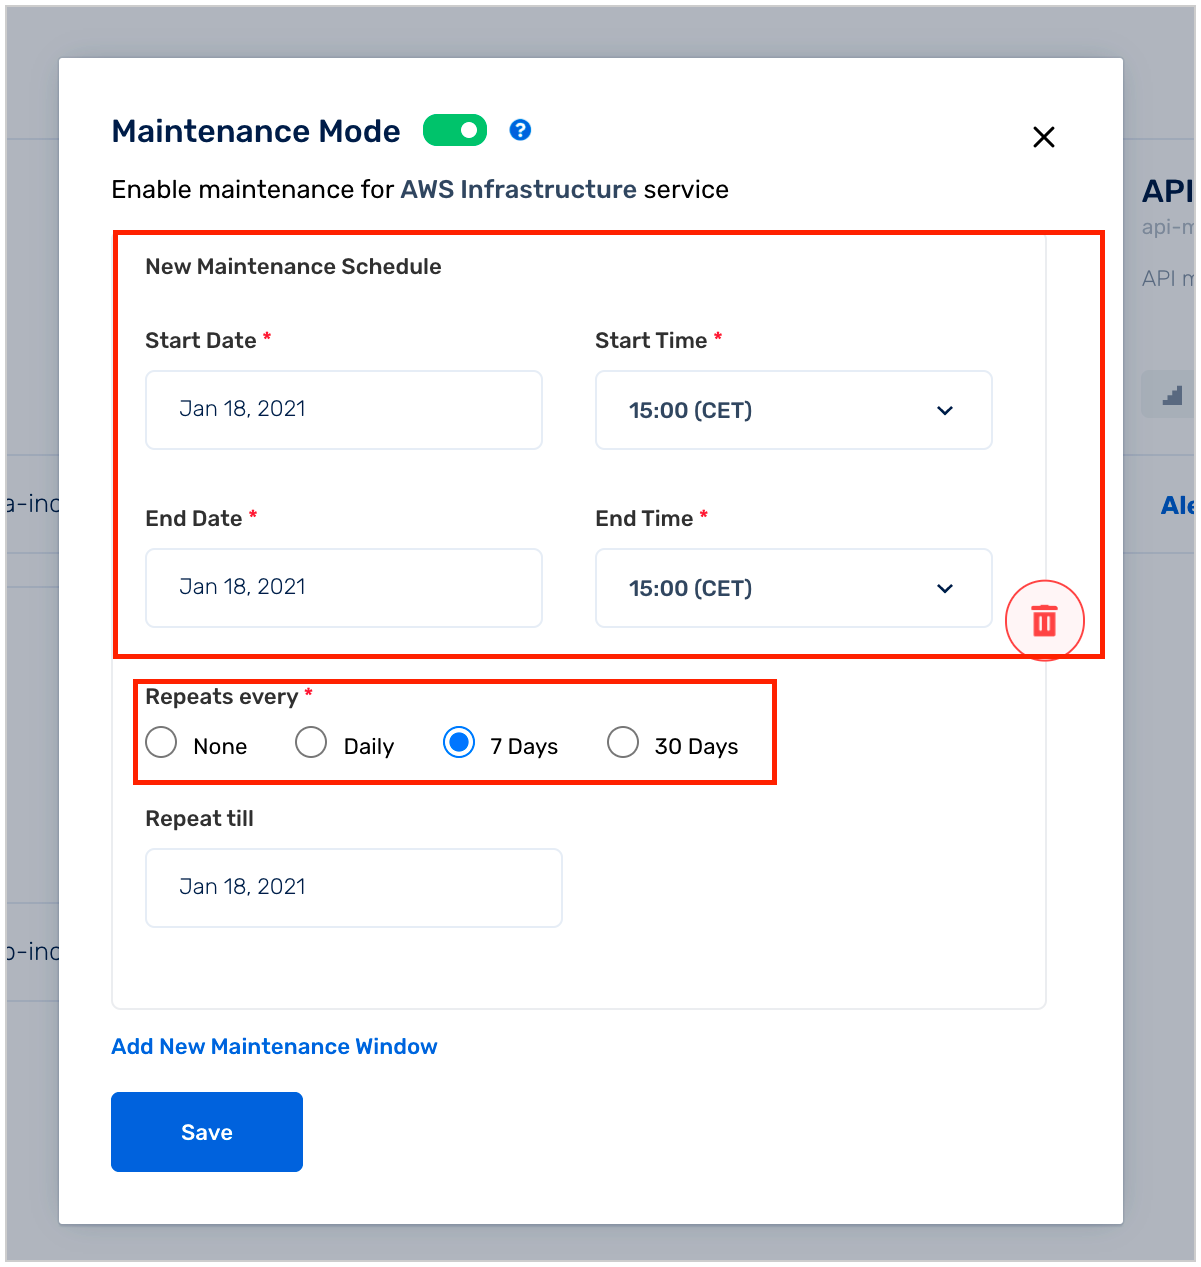 Maintenance Mode ?
Enable maintenance for AWS Infrastructure service
New Maintenance Schedule
Start Date *
Start Time *
Jan 18, 2021
15:00 (CET)
End Date *
End Time *
Jan 18, 2021
15:00 (CET)
Repeats every *
None
Daily
7 Days
30 Days
Repeat till
Jan 18, 2021
Add New Maintenance Window
Save
API
api-m
API m
a-inc
Ale
o-inc